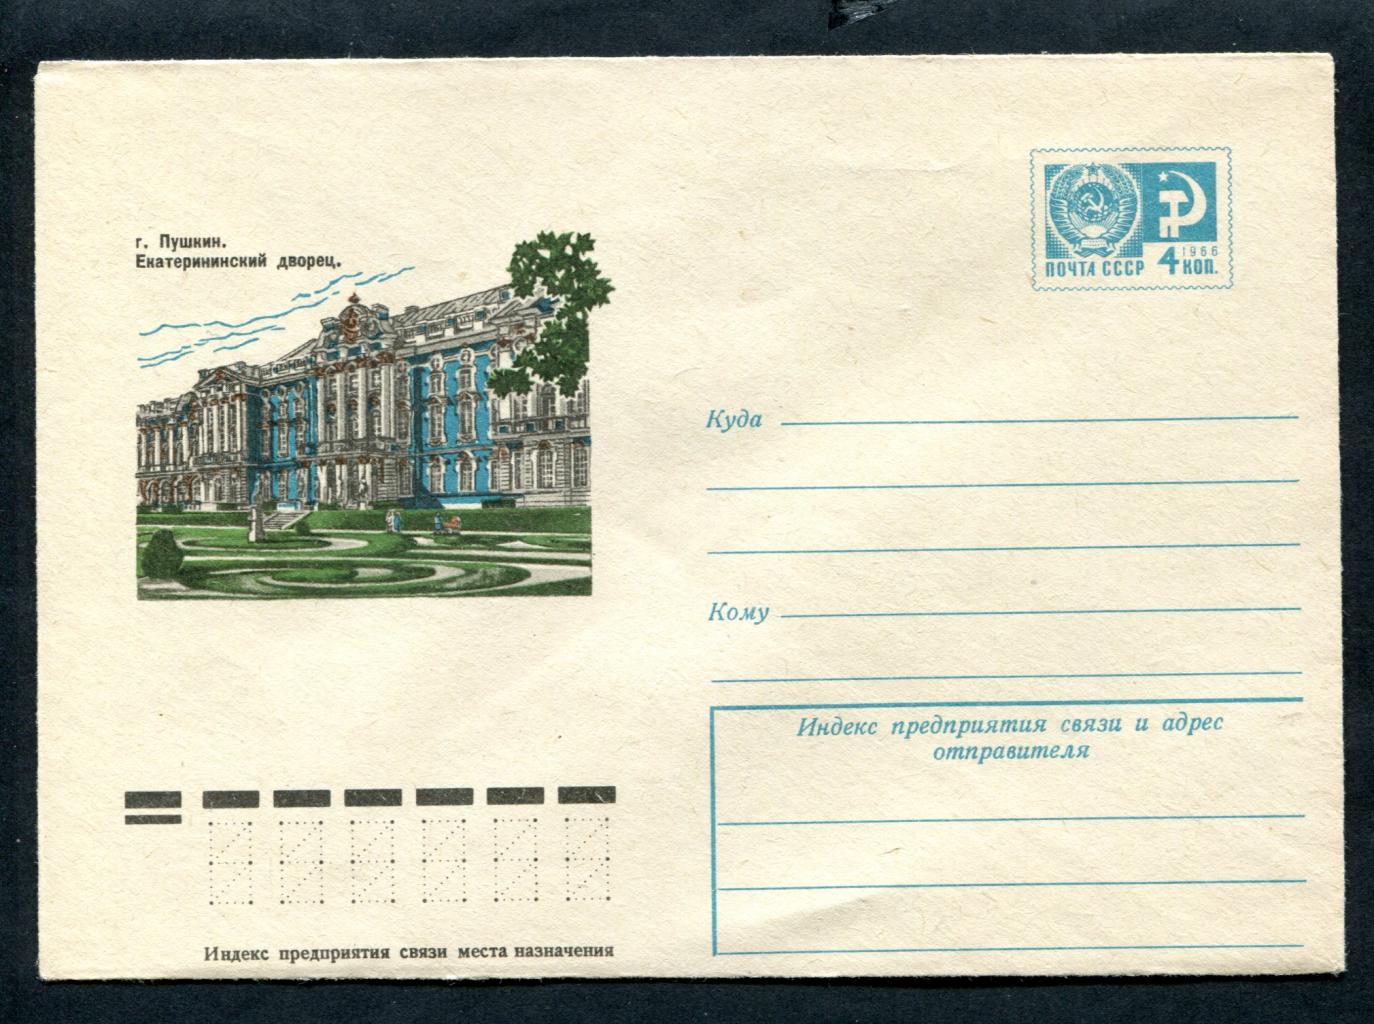 г. Пушкин.
Екатерининский дворец.
1966
ПОЧТА СССР 4 КОП.
Куда
Кому
Индекс предприятия связи и адрес
отправителя
Индекс предприятия связи места назначения